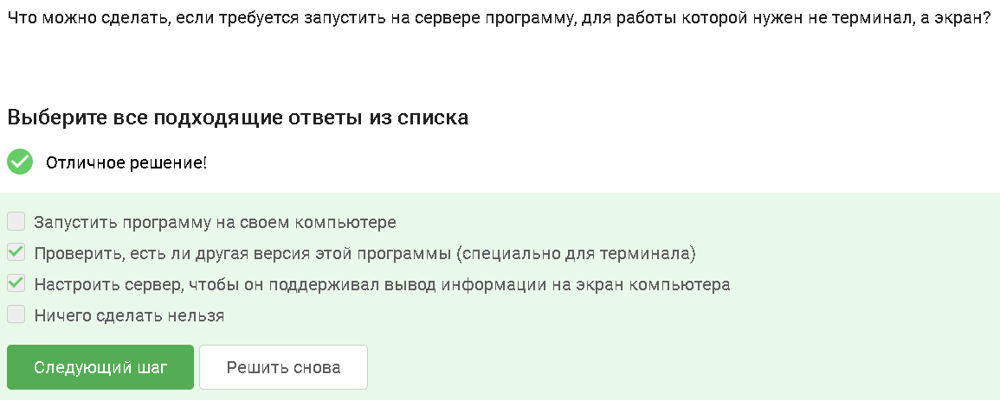 Что можно сделать, если требуется запустить на сервере программу, для работы которой нужен не терминал, а экран?
Выберите все подходящие ответы из списка
Отличное решение!
Запустить программу на своем компьютере
Проверить, есть ли другая версия этой программы (специально для терминала)
Настроить сервер, чтобы он поддерживал вывод информации на экран компьютера
Ничего сделать нельзя
Следующий шаг
Решить снова